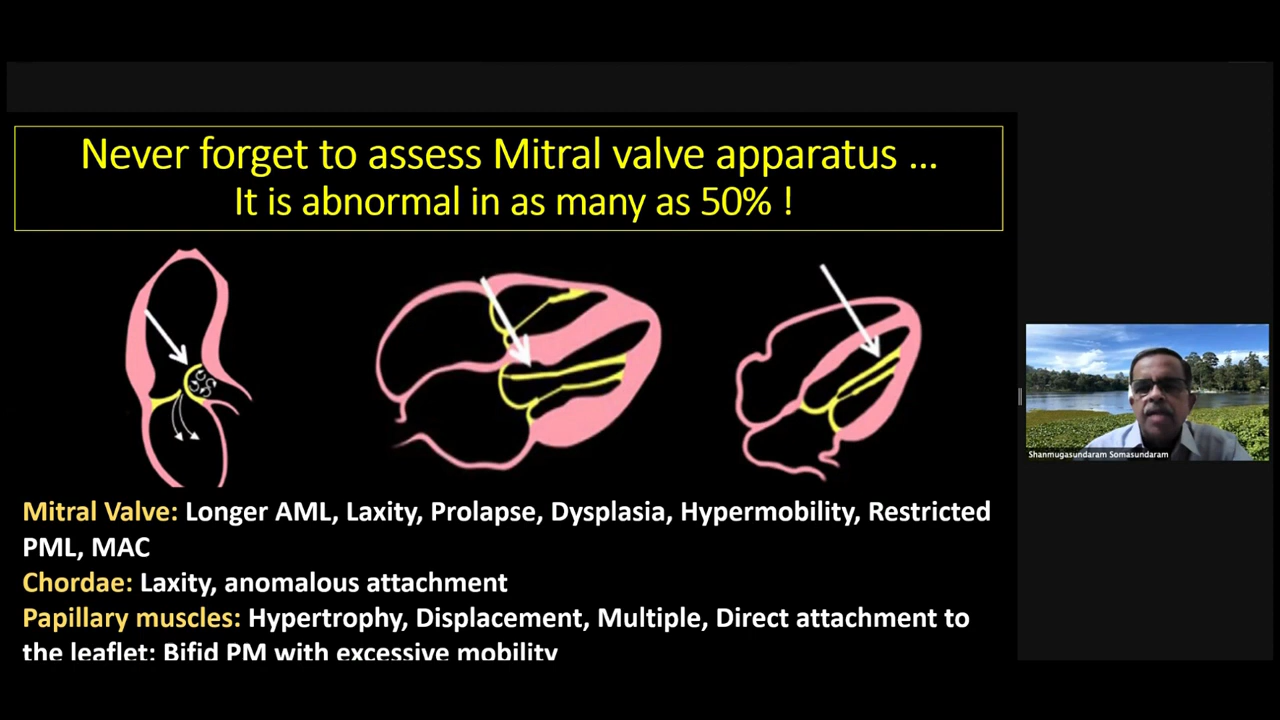 Never forget to assess Mitral valve apparatus ...
It is abnormal in as many as 50% !
Mitral Valve: Longer AML, Laxity, Prolapse, Dysplasia, Hypermobility, Restricted
PML, MAC
Chordae: Laxity, anomalous attachment
Papillary muscles: Hypertrophy, Displacement, Multiple, Direct attachment to
the leaflet; Bifid PM with excessive mobility
Shanmugasundaram Somasundaram